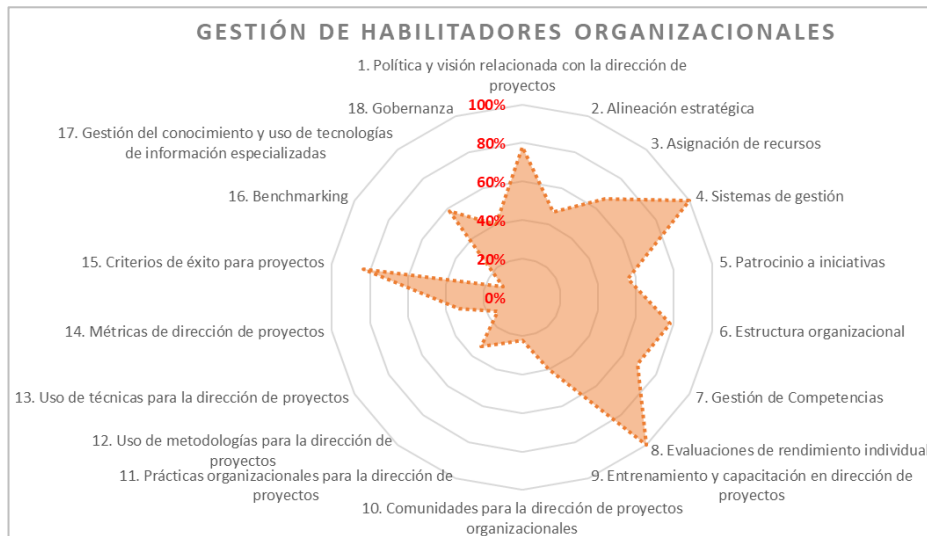 GESTIÓN DE HABILITADORES ORGANIZACIONALES
1. Política y visión relacionada con la dirección de
proyectos
2. Alineación estratégica
3. Asignación de recursos
4. Sistemas de gestión
5. Patrocinio a iniciativas
6. Estructura organizacional
7. Gestión de Competencias
8. Evaluaciones de rendimiento individual
9. Entrenamiento y capacitación en dirección de
proyectos
10. Comunidades para la dirección de proyectos
organizacionales
11. Prácticas organizacionales para la dirección de
proyectos
12. Uso de metodologías para la dirección de
proyectos
13. Uso de técnicas para la dirección de proyectos
14. Métricas de dirección de proyectos
15. Criterios de éxito para proyectos
16. Benchmarking
17. Gestión del conocimiento y uso de tecnologías
de información especializadas
18. Gobernanza
100%
80%
60%
40%
20%
0%